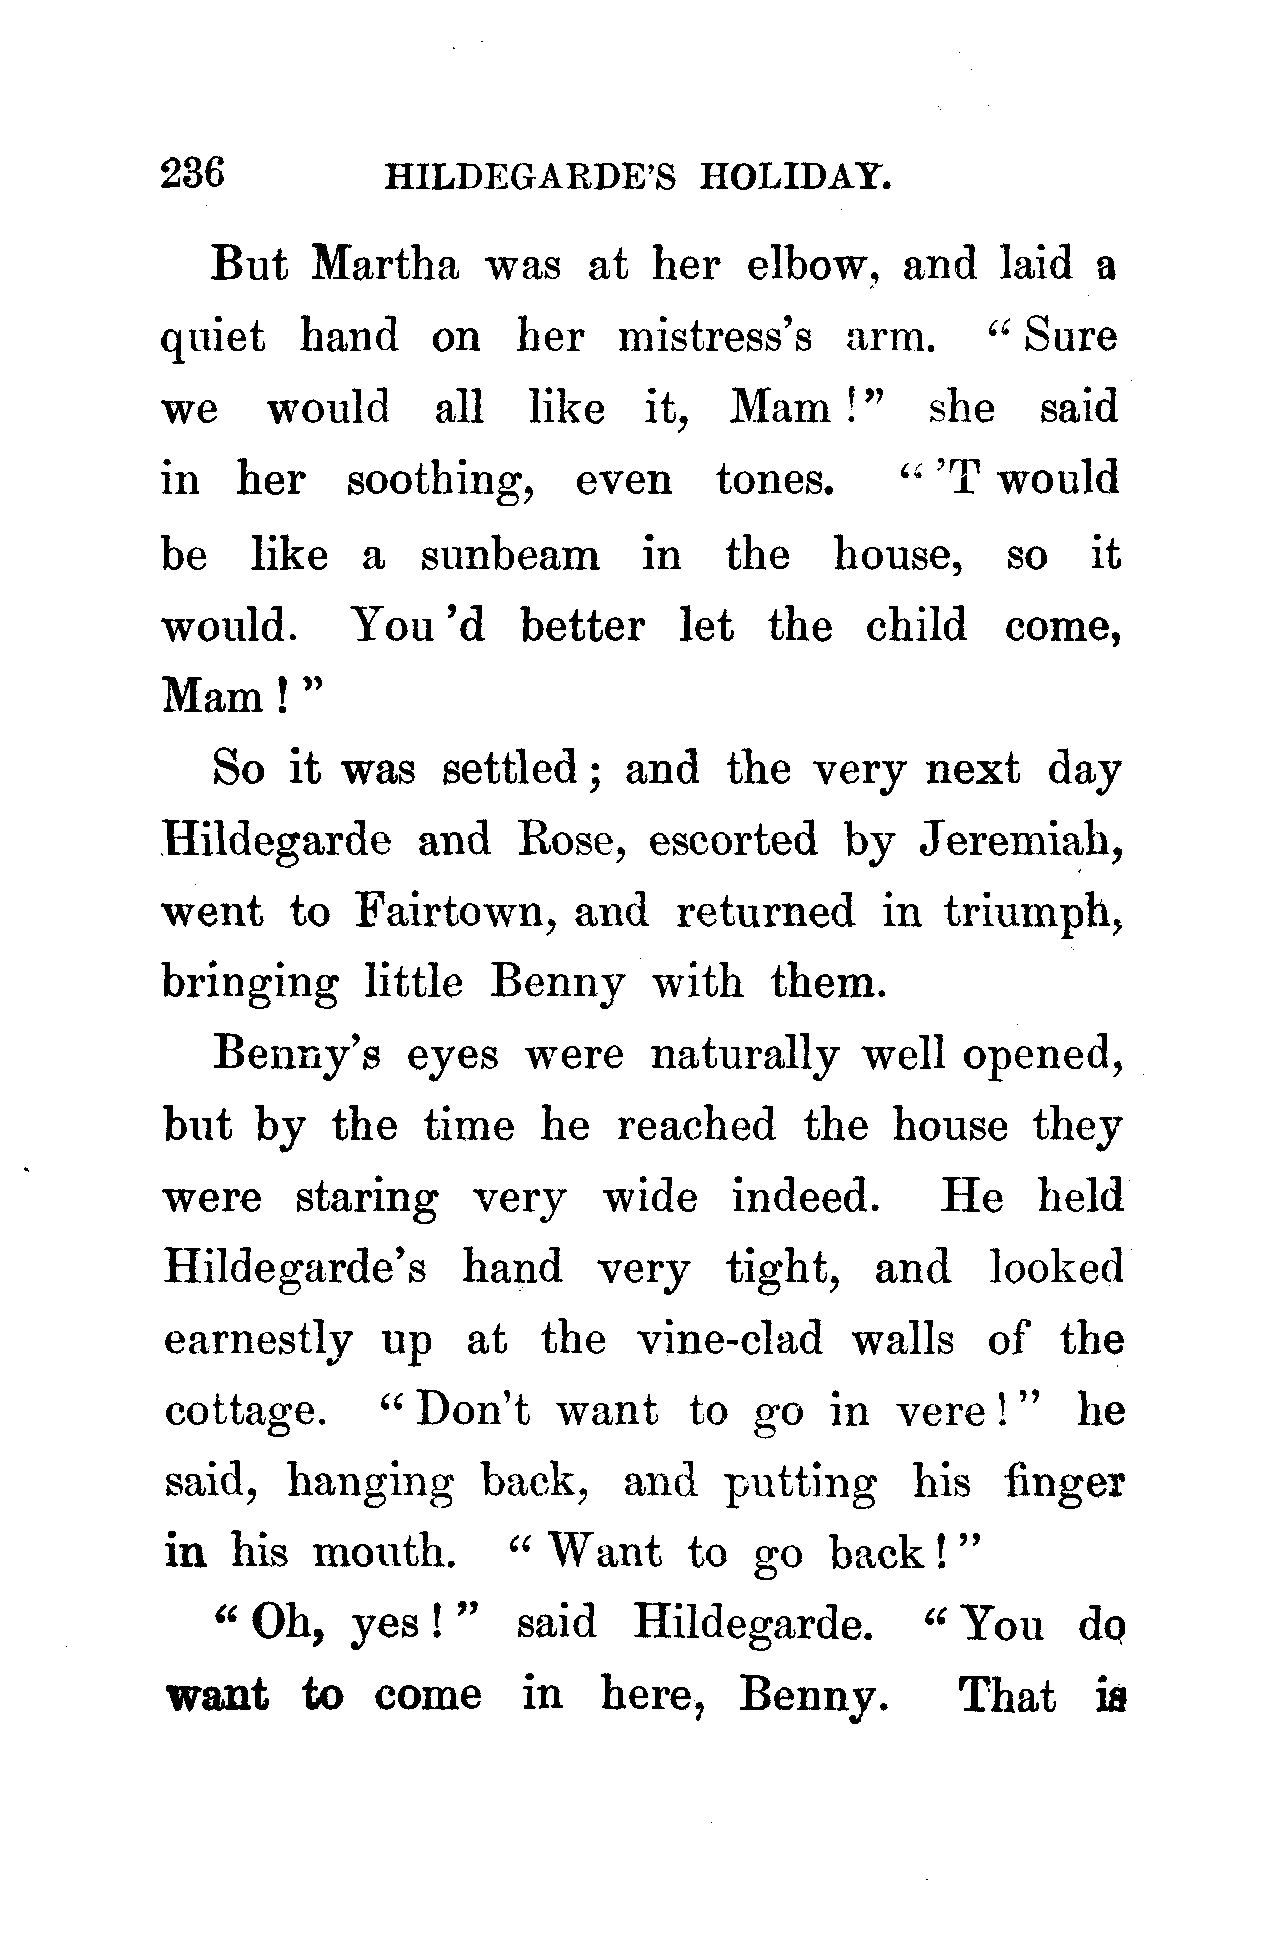 236 HILDEGARDE'S HOLIDAY.
But Martha was at her elbow, and laid a
quiet hand on her mistress's arm. “Sure
we would all like it, Mam!” she said
in her soothing, even tones. “'T would
be like a sunbeam in the house, so it
would. You 'd better let the child come,
Mam!”
So it was settled; and the very next day
Hildegarde and Rose, escorted by Jeremiah,
went to Fairtown, and returned in triumph,
bringing little Benny with them.
Benny's eyes were naturally well opened,
but by the time he reached the house they
were staring very wide indeed. He held
Hildegarde's hand very tight, and looked
earnestly up at the vine-clad walls of the
cottage. “Don't want to go in vere!” he
said, hanging back, and putting his finger
in his mouth. “Want to go back!”
“Oh, yes!” said Hildegarde. “You do
want to come in here, Benny. That is